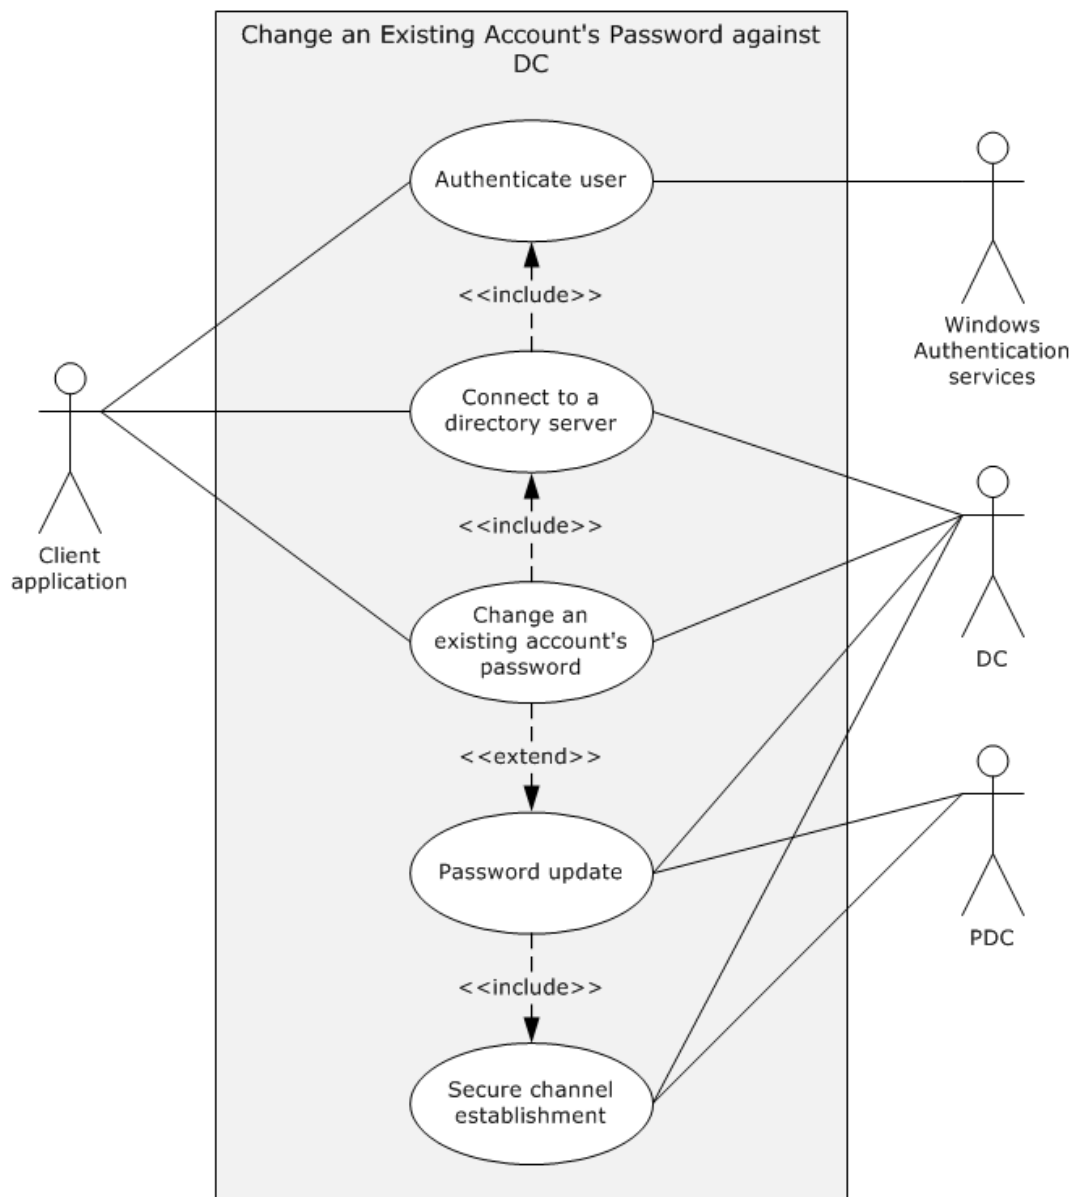 Change an Existing Account's Password against
DC
Authenticate user
<<include>>
Windows
Authentication
services
Connect to a
directory server
Client
application
<<include>>
Change an
existing account's
password
DC
<<extend>>
Password update
PDC
<<include>>
Secure channel
establishment